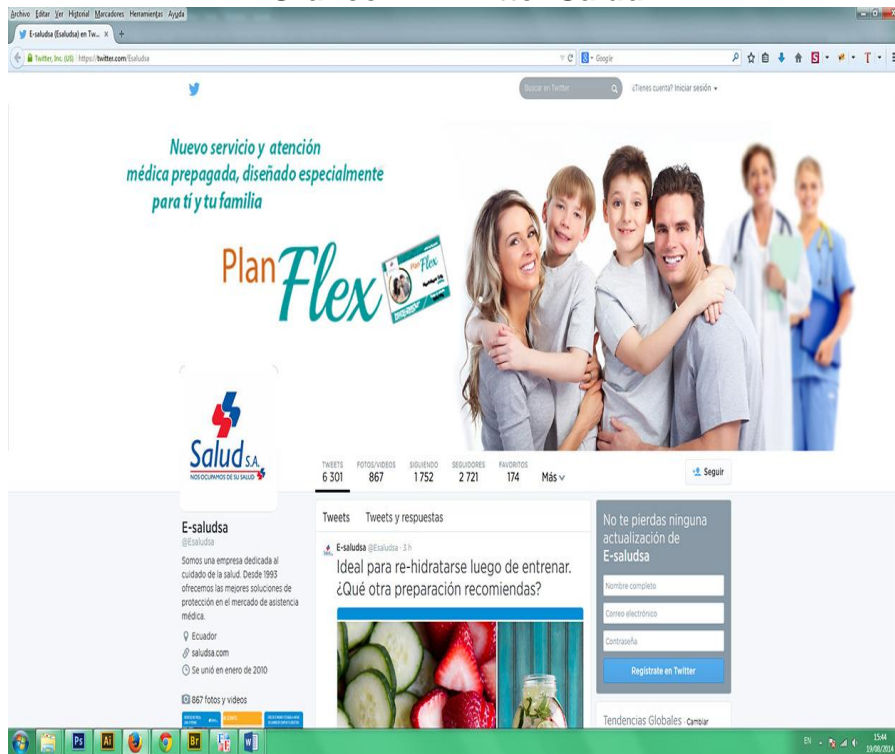 Archivo Editar Ver Historial Marcadores Herramientas Ayuda
E-saludsa (Esaludsa) en Tw...
Twitter, Inc. (US) https://twitter.com/Esaludsa
Google
Buscar en Twitter
¿Tienes cuenta? Iniciar sesión
Nuevo servicio y atención
médica prepagada, diseñado especialmente
para tí y tu familia
Plan Flex
Plan Flex
Salud S.A.
NOS OCUPAMOS DE SU SALUD
TWEETS FOTOS/VIDEOS SIGUIENDO SEGUIDORES FAVORITOS
6 301 867 1 752 2 721 174 Más
Seguir
E-saludsa
@Esaludsa
Somos una empresa dedicada al
cuidado de la salud. Desde 1993
ofrecemos las mejores soluciones de
protección en el mercado de asistencia
médica.
Ecuador
saludsa.com
Se unió en enero de 2010
867 fotos y videos
Tweets Tweets y respuestas
E-saludsa @Esaludsa · 3 h
Ideal para re-hidratarse luego de entrenar.
¿Qué otra preparación recomiendas?
No te pierdas ninguna
actualización de
E-saludsa
Nombre completo
Correo electrónico
Contraseña
Regístrate en Twitter
Tendencias Globales · Cambiar
Ps Ai Br W
EN 15:44